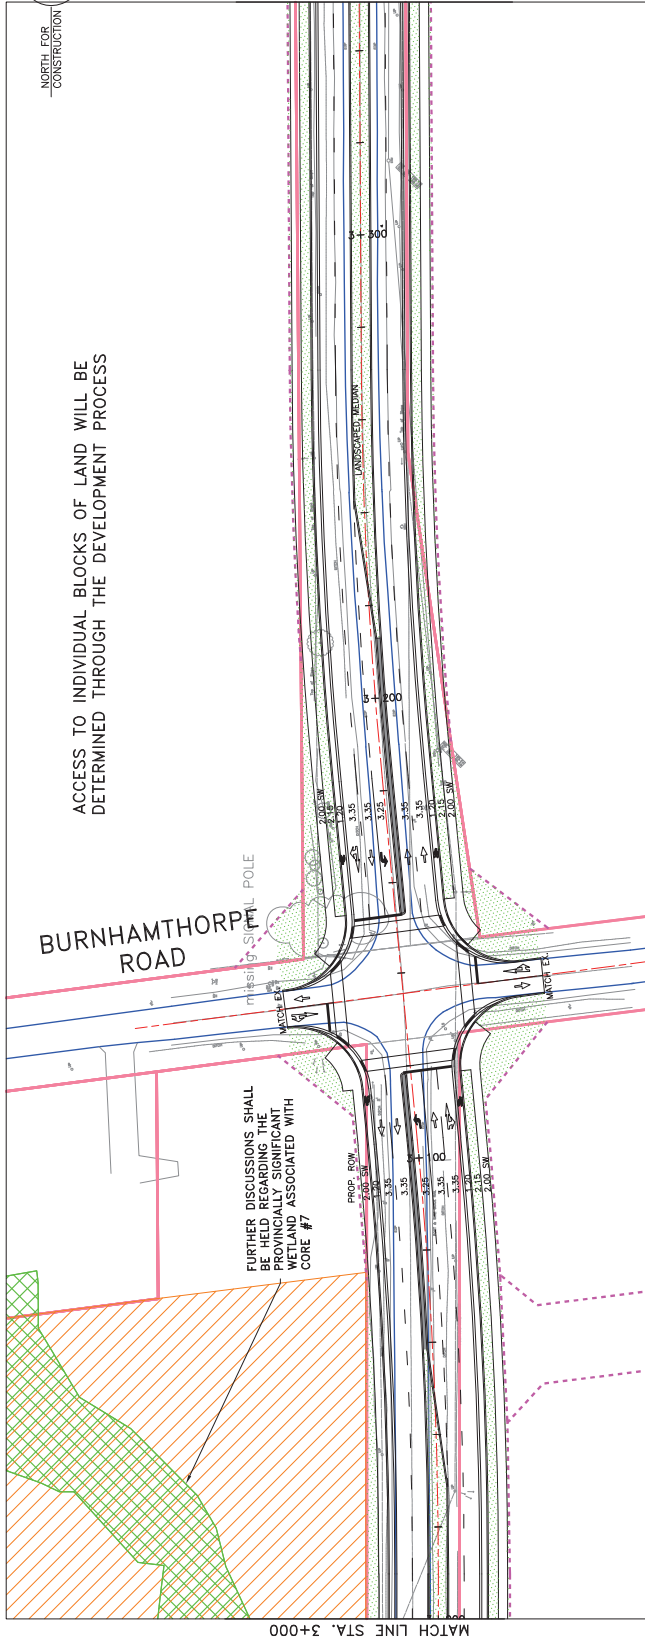 NORTH FOR
CONSTRUCTION
ACCESS TO INDIVIDUAL BLOCKS OF LAND WILL BE
DETERMINED THROUGH THE DEVELOPMENT PROCESS
3+300
LANDSCAPED MEDIAN
3+200
2.00 SW
2.15
1.20
3.35
3.35
3.25
3.35
3.35
1.20
2.15
2.00 SW
missing SIGNAL POLE
BURNHAMTHORPE
ROAD
MATCH EX.
MATCH EX.
FURTHER DISCUSSIONS SHALL
BE HELD REGARDING THE
PROVINCIALLY SIGNIFICANT
WETLAND ASSOCIATED WITH
CORE #7
PROP. ROW
2.00 SW
1.20
3.35
3.35
3+100
3.25
3.35
3.35
1.20
2.15
2.00 SW
MATCH LINE STA. 3+000